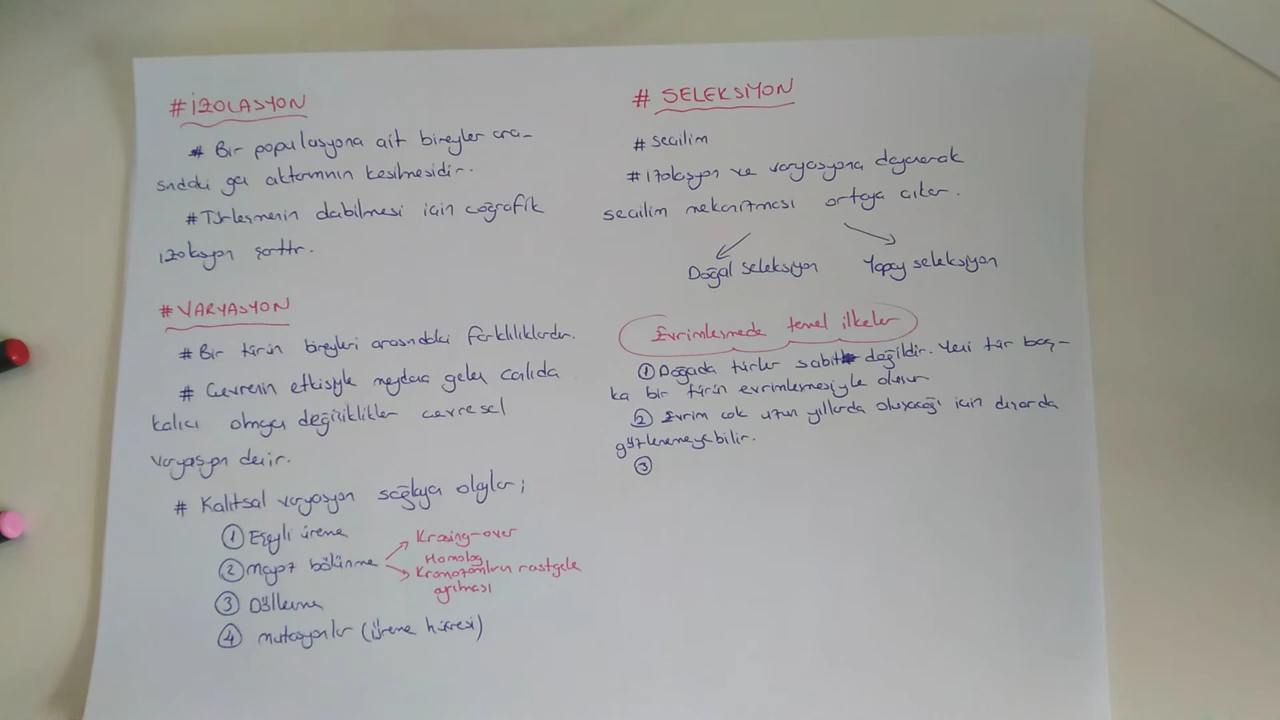 #İZOLASYON
# Bir populasyona ait bireyler ara-
sındaki gen aktarımının kesilmesidir.
#Türleşmenin olabilmesi için coğrafik
izolasyon şarttır.
#VARYASYON
# Bir türün bireyleri arasındaki farklılıklardır.
# Çevrenin etkisiyle meydana gelen calıda
kalıcı olmayan değişiklikler çevresel
varyasyon denir.
# Kalıtsal varyasyon sağlayan olaylar;
① Eşeyli üreme
② Mayoz bölünme
Krosing-over
Homolog
Kromozomların rastgele
ayrılması
③ Döllenme
④ mutasyonlar (Üreme hücresi)
# SELEKSİYON
# seçilim
# izolasyon ve varyasyona dayanarak
seçilim mekanizması ortaya çıkar.
Doğal seleksiyon Yapay seleksiyon
Evrimleşmede temel ilkeler
① Doğada türler sabit değildir. Yeni tür baş-
ka bir türün evrimleşmesiyle oluşur
② Evrim çok uzun yıllarda oluşacağı için
gözlenemeyebilir.
③